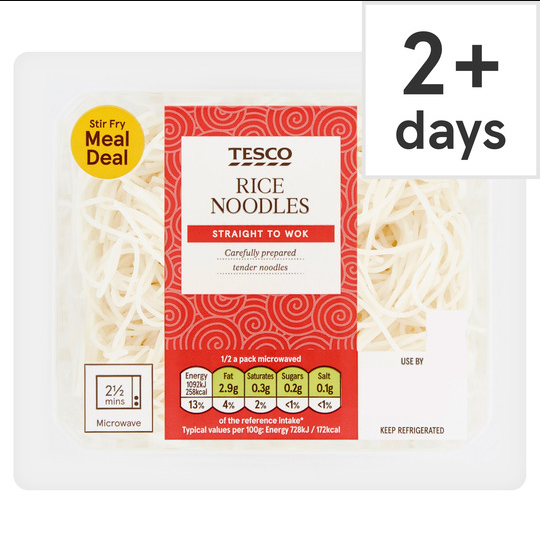 2+
days
Stir Fry
Meal
Deal
TESCO
RICE
NOODLES
STRAIGHT TO WOK
Carefully prepared
tender noodles
1/2 a pack microwaved
Energy
1092kJ
258kcal
13%
Fat
2.9g
4%
Saturates
0.3g
2%
Sugars
0.2g
<1%
Salt
0.1g
<1%
of the reference intake*
Typical values per 100g: Energy 728kJ / 172kcal
2½
mins
Microwave
USE BY
KEEP REFRIGERATED